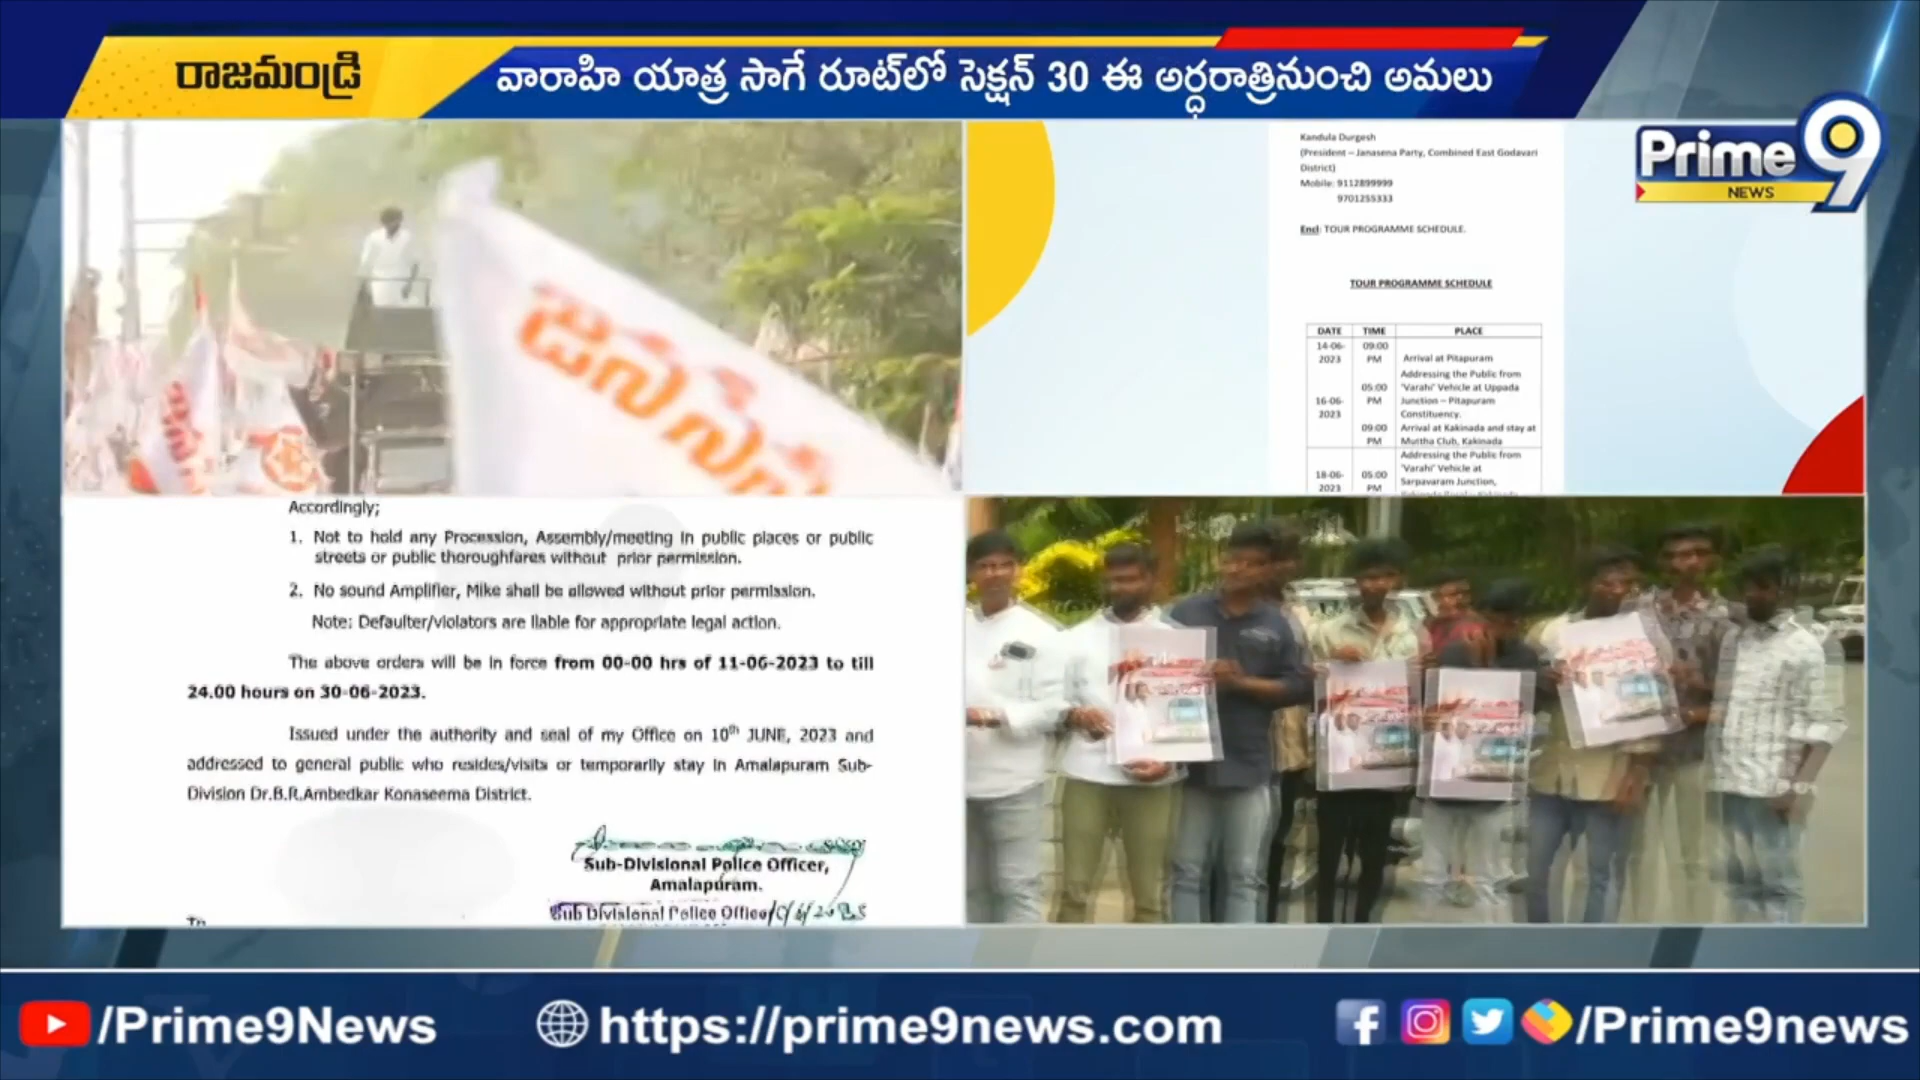 రాజమండ్రి
వారాహి యాత్ర సాగే రూట్‌లో సెక్షన్ 30 ఈ అర్ధరాత్రినుంచి అమలు
Prime9
NEWS
జనసేన
Kandula Durgesh
(President – Janasena Party, Combined East Godavari
District)
Mobile: 9112899999
9701255333
Encl: TOUR PROGRAMME SCHEDULE.
TOUR PROGRAMME SCHEDULE
DATE TIME PLACE
14-06-2023 09:00 PM Arrival at Pitapuram
16-06-2023 05:00 PM Addressing the Public from 'Varahi' Vehicle at Uppada Junction – Pitapuram Constituency.
09:00 PM Arrival at Kakinada and stay at Muttha Club, Kakinada
18-06-2023 05:00 PM Addressing the Public from 'Varahi' Vehicle at Sarpavaram Junction,
Accordingly;
1. Not to hold any Procession, Assembly/meeting in public places or public
streets or public thoroughfares without prior permission.
2. No sound Amplifier, Mike shall be allowed without prior permission.
Note: Defaulter/violators are liable for appropriate legal action.
The above orders will be in force from 00-00 hrs of 11-06-2023 to till
24.00 hours on 30-06-2023.
Issued under the authority and seal of my Office on 10th JUNE, 2023 and
addressed to general public who resides/visits or temporarily stay in Amalapuram Sub-
Division Dr.B.R.Ambedkar Konaseema District.
Sub-Divisional Police Officer,
Amalapuram.
Sub Divisional Police Office
To
/Prime9News
https://prime9news.com
/Prime9news